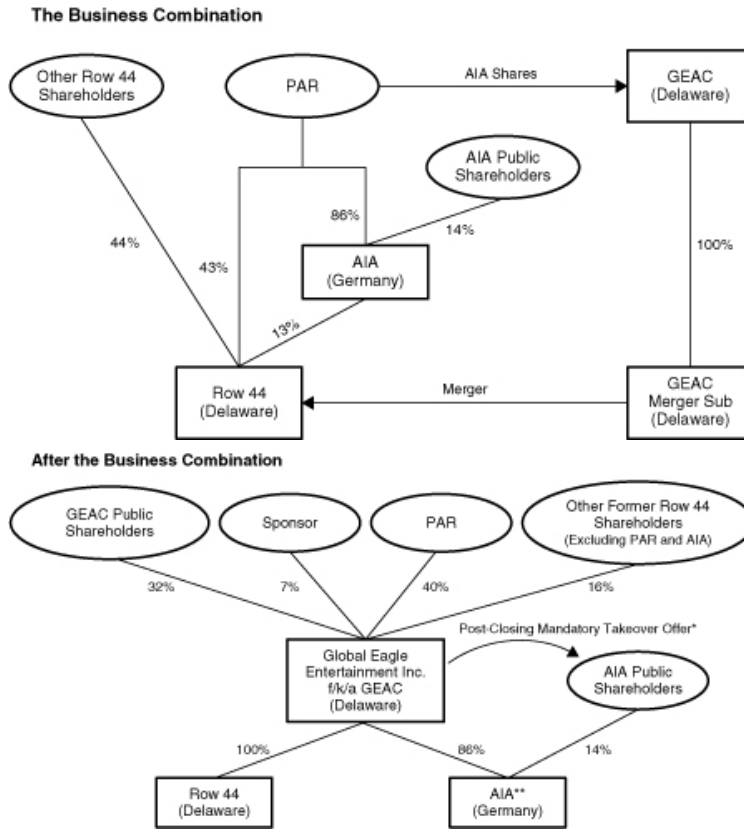 The Business Combination
Other Row 44
Shareholders
PAR
AIA Shares
GEAC
(Delaware)
AIA Public
Shareholders
44%
43%
86%
14%
100%
AIA
(Germany)
13%
Row 44
(Delaware)
Merger
GEAC
Merger Sub
(Delaware)
After the Business Combination
GEAC Public
Shareholders
Sponsor
PAR
Other Former Row 44
Shareholders
(Excluding PAR and AIA)
32%
7%
40%
16%
Post-Closing Mandatory Takeover Offer*
Global Eagle
Entertainment Inc.
f/k/a GEAC
(Delaware)
AIA Public
Shareholders
100%
86%
14%
Row 44
(Delaware)
AIA**
(Germany)